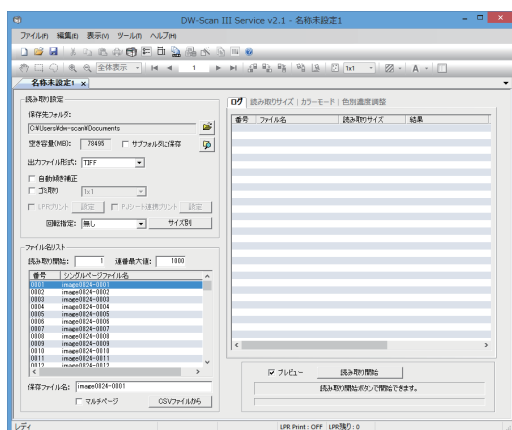 DW-Scan III Service v2.1 - 名称未設定1
ファイル(F) 編集(E) 表示(V) ツール(T) ヘルプ(H)
全体表示 1 1x1 A
名称未設定1 x
読み取り設定
保存先フォルダ:
C:¥Users¥dw-scan¥Documents
空き容量(MB): 78495 サブフォルダに保存
出力ファイル形式: TIFF
自動傾き補正
ゴミ取り 1x1
LPRプリント 設定 PJシート連携プリント 設定
回転指定: 無し サイズ別
ファイル名リスト
読み取り開始: 1 連番最大値: 1000
番号 シングルページファイル名
0001 image0824-0001
0002 image0824-0002
0003 image0824-0003
0004 image0824-0004
0005 image0824-0005
0006 image0824-0006
0007 image0824-0007
0008 image0824-0008
0009 image0824-0009
0010 image0824-0010
0011 image0824-0011
0012 image0824-0012
保存ファイル名: image0824-0001
マルチページ CSVファイルから
ログ 読み取りサイズ カラーモード 色別濃度調整
番号 ファイル名 読み取りサイズ 結果
プレビュー 読み取り開始
読み取り開始ボタンで開始できます。
レディ LPR Print : OFF LPR残り : 0